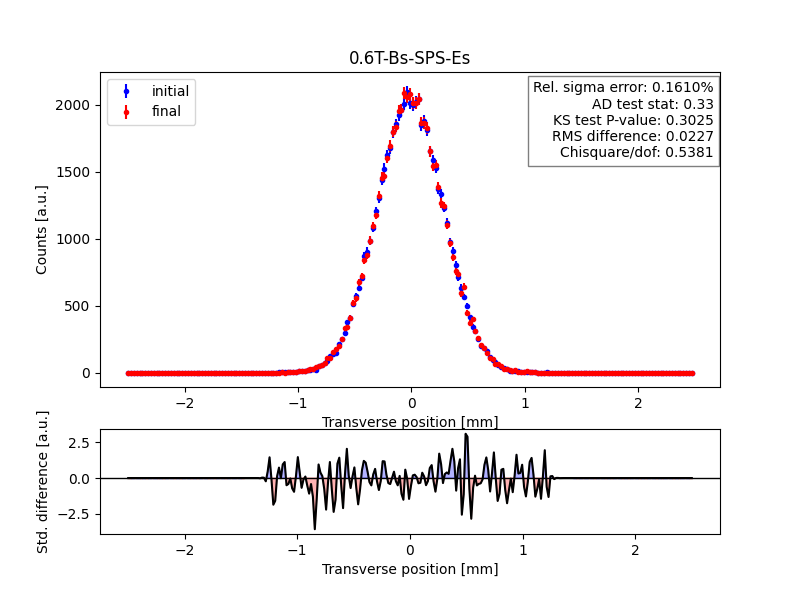 0.6T-Bs-SPS-Es
initial
final
Rel. sigma error: 0.1610%
AD test stat: 0.33
KS test P-value: 0.3025
RMS difference: 0.0227
Chisquare/dof: 0.5381
2000
1500
1000
500
0
Counts [a.u.]
−2 −1 0 1 2
Transverse position [mm]
2.5
0.0
−2.5
Std. difference [a.u.]
−2 −1 0 1 2
Transverse position [mm]